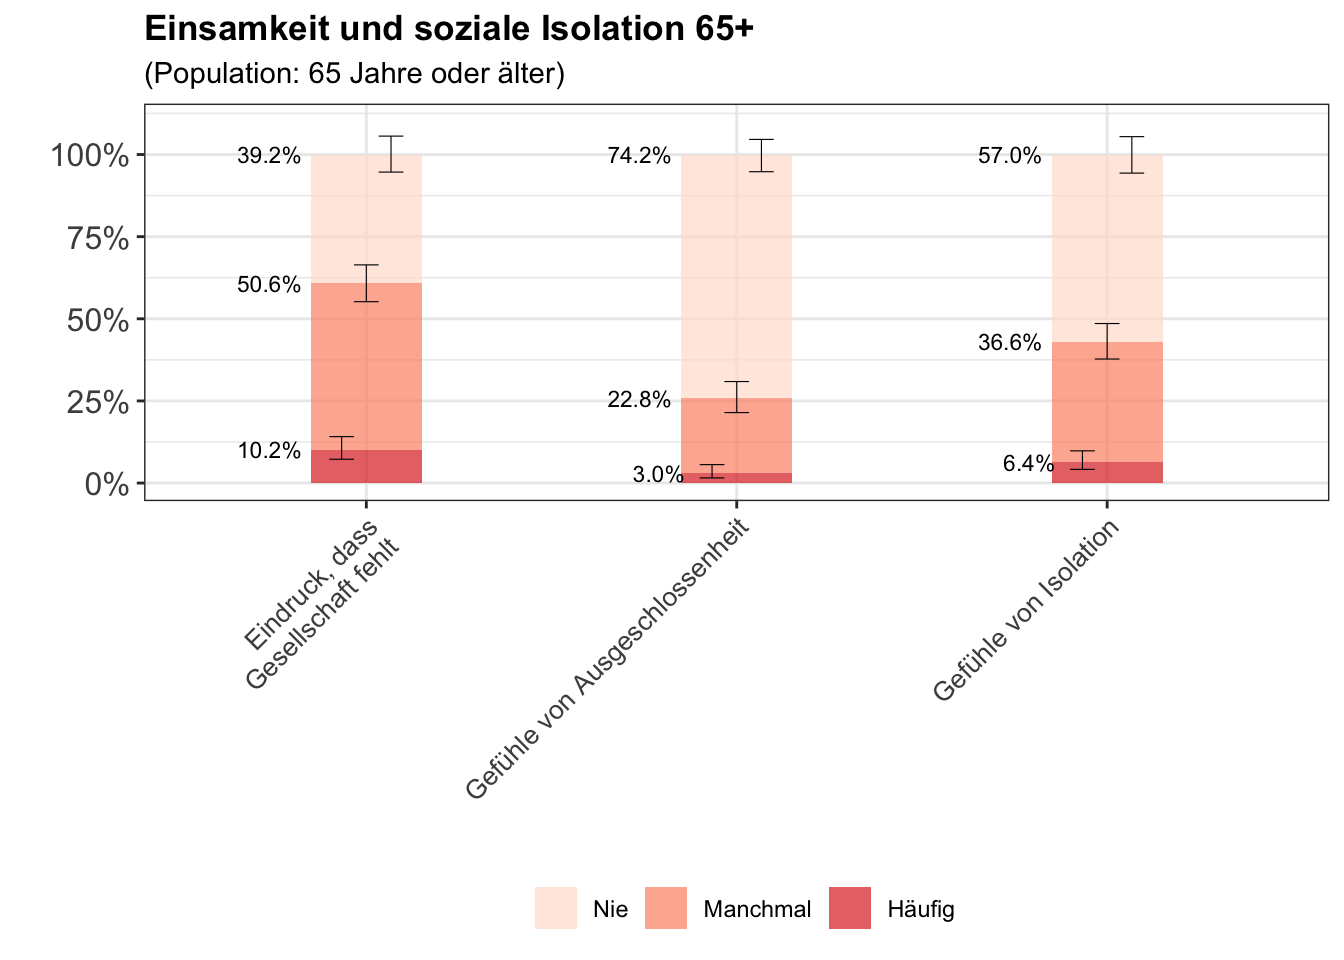 Einsamkeit und soziale Isolation 65+
(Population: 65 Jahre oder älter)
100%
75%
50%
25%
0%
39.2%
50.6%
10.2%
74.2%
22.8%
3.0%
57.0%
36.6%
6.4%
Eindruck, dass
Gesellschaft fehlt
Gefühle von Ausgeschlossenheit
Gefühle von Isolation
Nie
Manchmal
Häufig